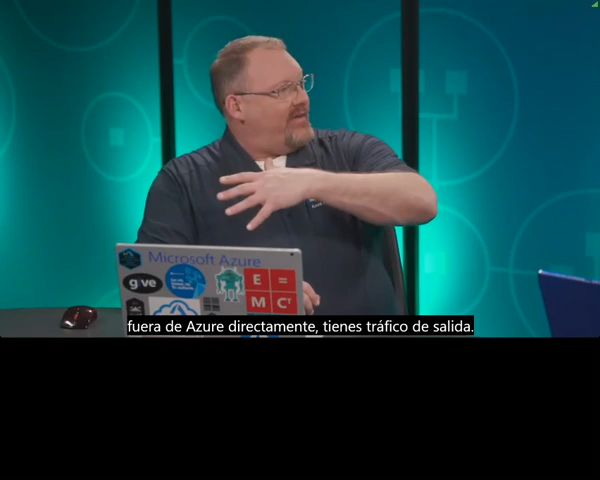 Microsoft Azure
g ve
E =
M C
fuera de Azure directamente, tienes tráfico de salida.